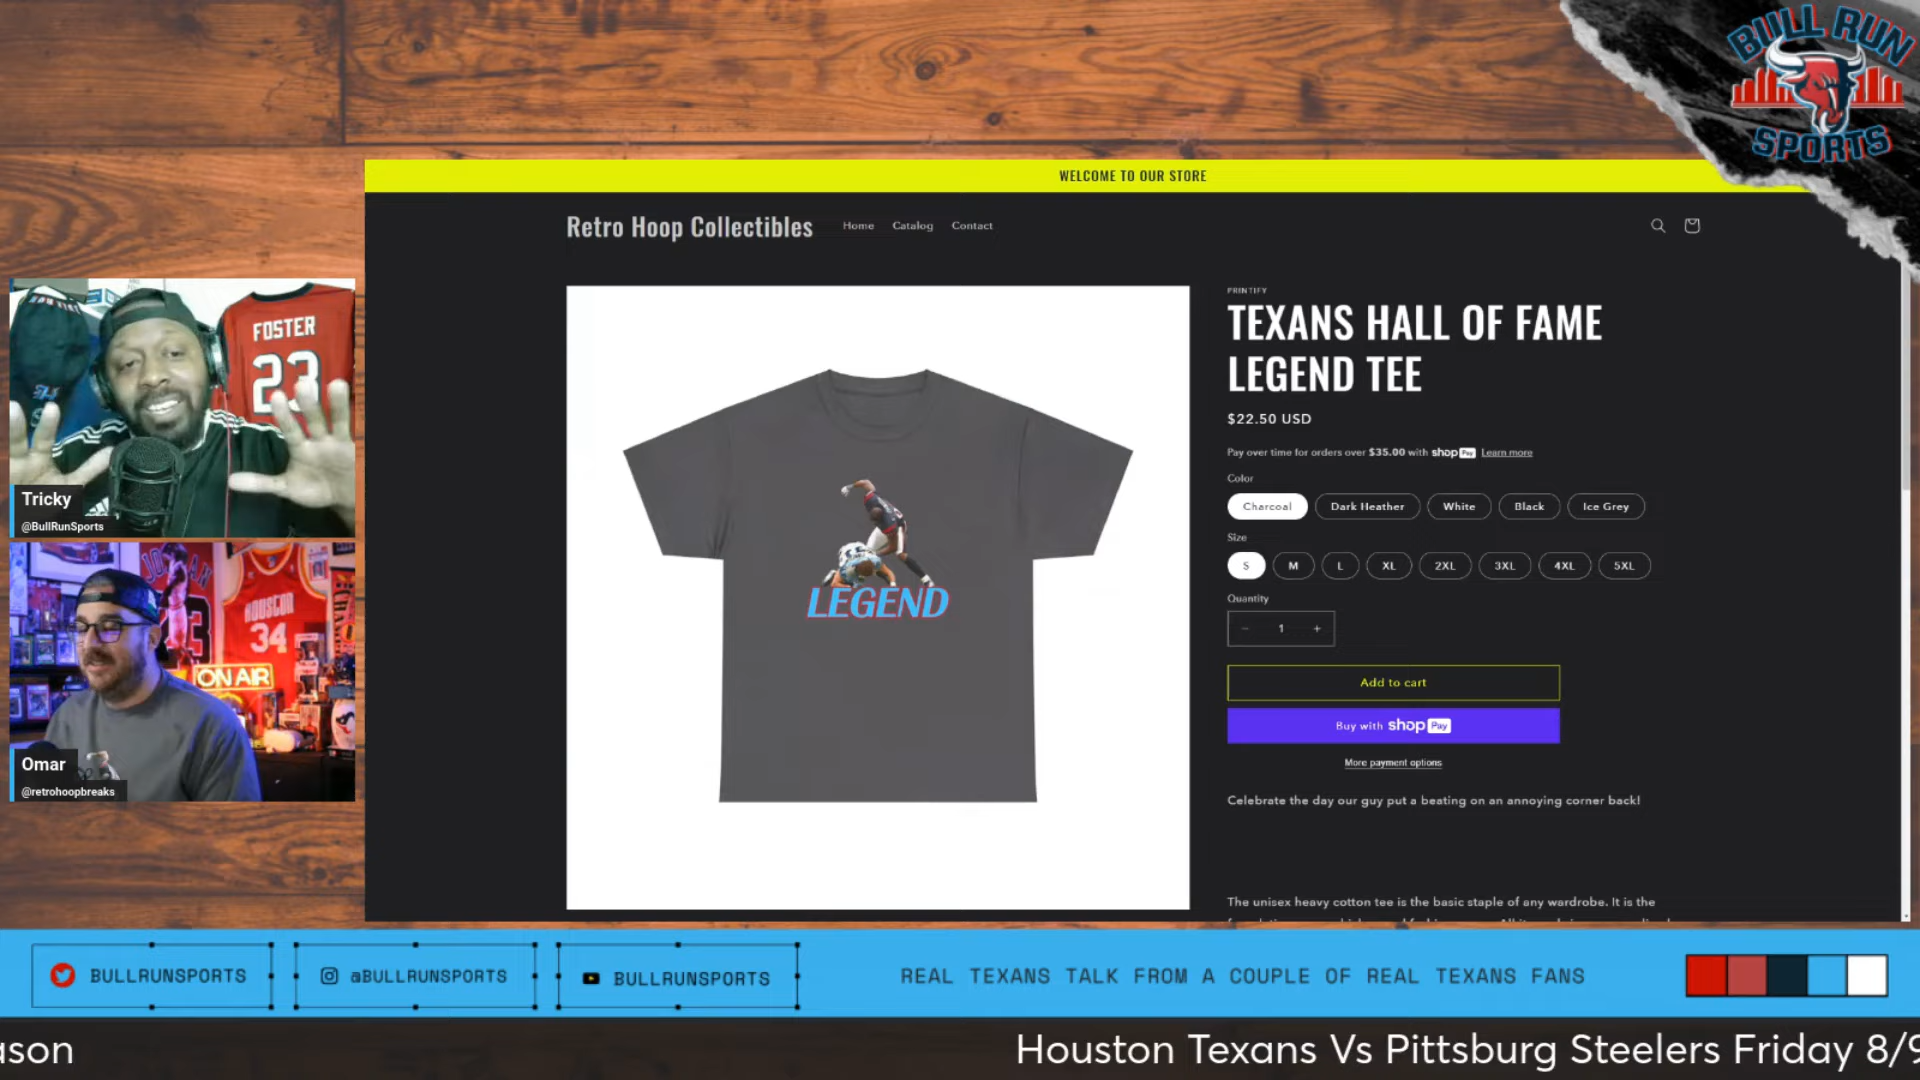 BULL RUN
SPORTS
WELCOME TO OUR STORE
Retro Hoop Collectibles
Home
Catalog
Contact
PRINTIFY
TEXANS HALL OF FAME
LEGEND TEE
$22.50 USD
Pay over time for orders over $35.00 with shop Pay Learn more
Color
Charcoal
Dark Heather
White
Black
Ice Grey
Size
S
M
L
XL
2XL
3XL
4XL
5XL
Quantity
−
1
+
Add to cart
Buy with shop Pay
More payment options
Celebrate the day our guy put a beating on an annoying corner back!
The unisex heavy cotton tee is the basic staple of any wardrobe. It is the
LEGEND
FOSTER
23
Tricky
@BullRunSports
HOUSTON
34
ON AIR
Omar
@retrohoopbreaks
BULLRUNSPORTS
@BULLRUNSPORTS
BULLRUNSPORTS
REAL TEXANS TALK FROM A COUPLE OF REAL TEXANS FANS
ason
Houston Texans Vs Pittsburg Steelers Friday 8/9